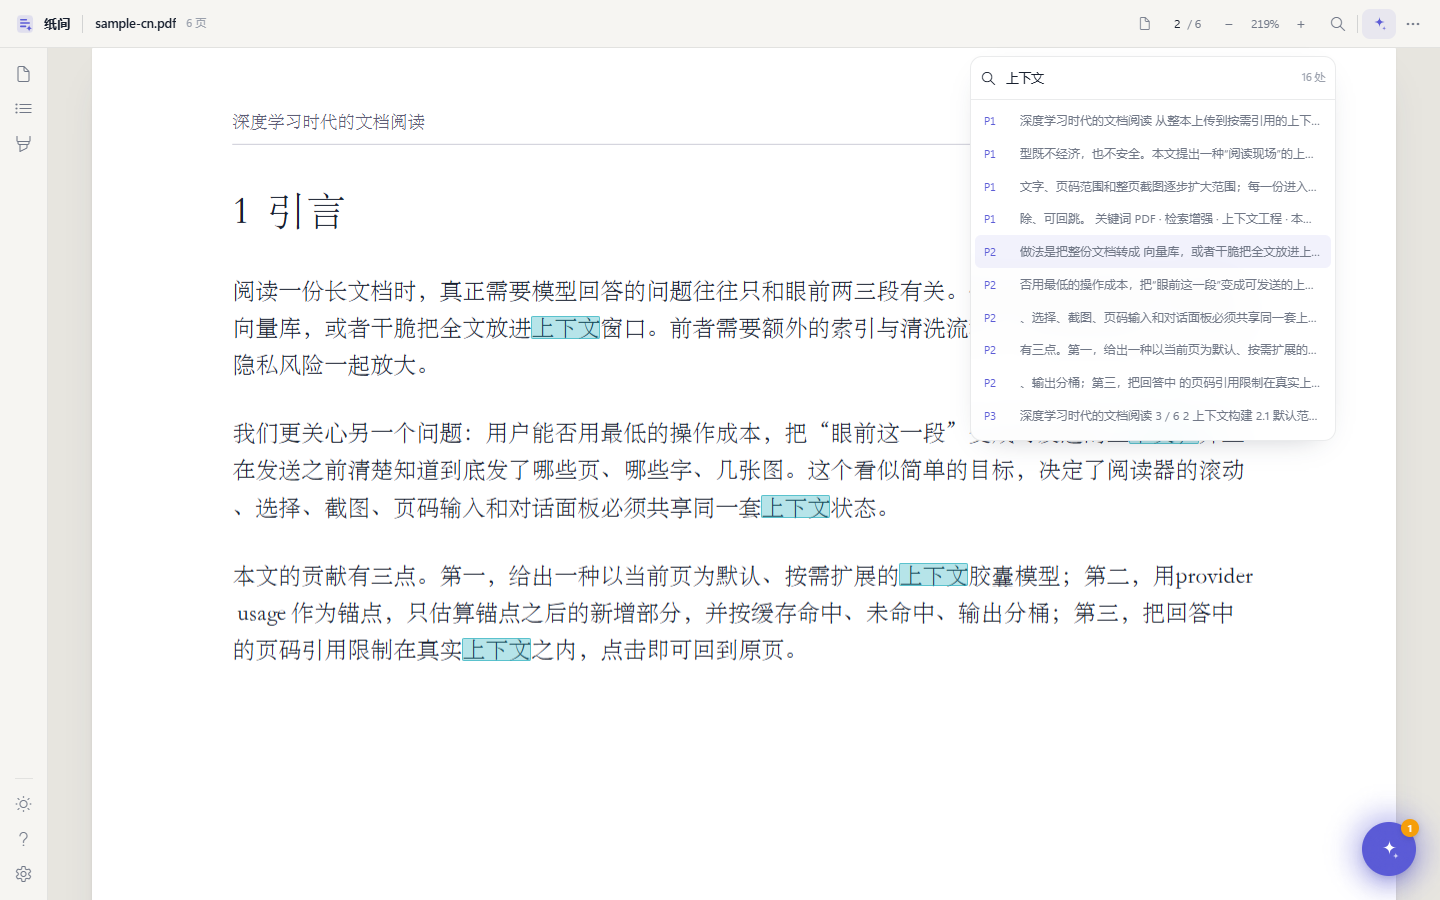 纸间
sample-cn.pdf 6 页
2 / 6
219%
上下文
16 处
P1 深度学习时代的文档阅读 从整本上传到按需引用的上下...
P1 型既不经济，也不安全。本文提出一种“阅读现场”的上...
P1 文字、页码范围和整页截图逐步扩大范围；每一份进入...
P1 除、可回跳。 关键词 PDF · 检索增强 · 上下文工程 · 本...
P2 做法是把整份文档转成 向量库，或者干脆把全文放进上...
P2 否用最低的操作成本，把“眼前这一段”变成可发送的上...
P2 、选择、截图、页码输入和对话面板必须共享同一套上...
P2 有三点。第一，给出一种以当前页为默认、按需扩展的...
P2 、输出分桶；第三，把回答中 的页码引用限制在真实上...
P3 深度学习时代的文档阅读 3 / 6 2 上下文构建 2.1 默认范...
深度学习时代的文档阅读
1 引言
阅读一份长文档时，真正需要模型回答的问题往往只和眼前两三段有关。
向量库，或者干脆把全文放进上下文窗口。前者需要额外的索引与清洗流
隐私风险一起放大。
我们更关心另一个问题：用户能否用最低的操作成本，把“眼前这一段”
在发送之前清楚知道到底发了哪些页、哪些字、几张图。这个看似简单的目标，决定了阅读器的滚动
、选择、截图、页码输入和对话面板必须共享同一套上下文状态。
本文的贡献有三点。第一，给出一种以当前页为默认、按需扩展的上下文胶囊模型；第二，用provider
usage 作为锚点，只估算锚点之后的新增部分，并按缓存命中、未命中、输出分桶；第三，把回答中
的页码引用限制在真实上下文之内，点击即可回到原页。
1